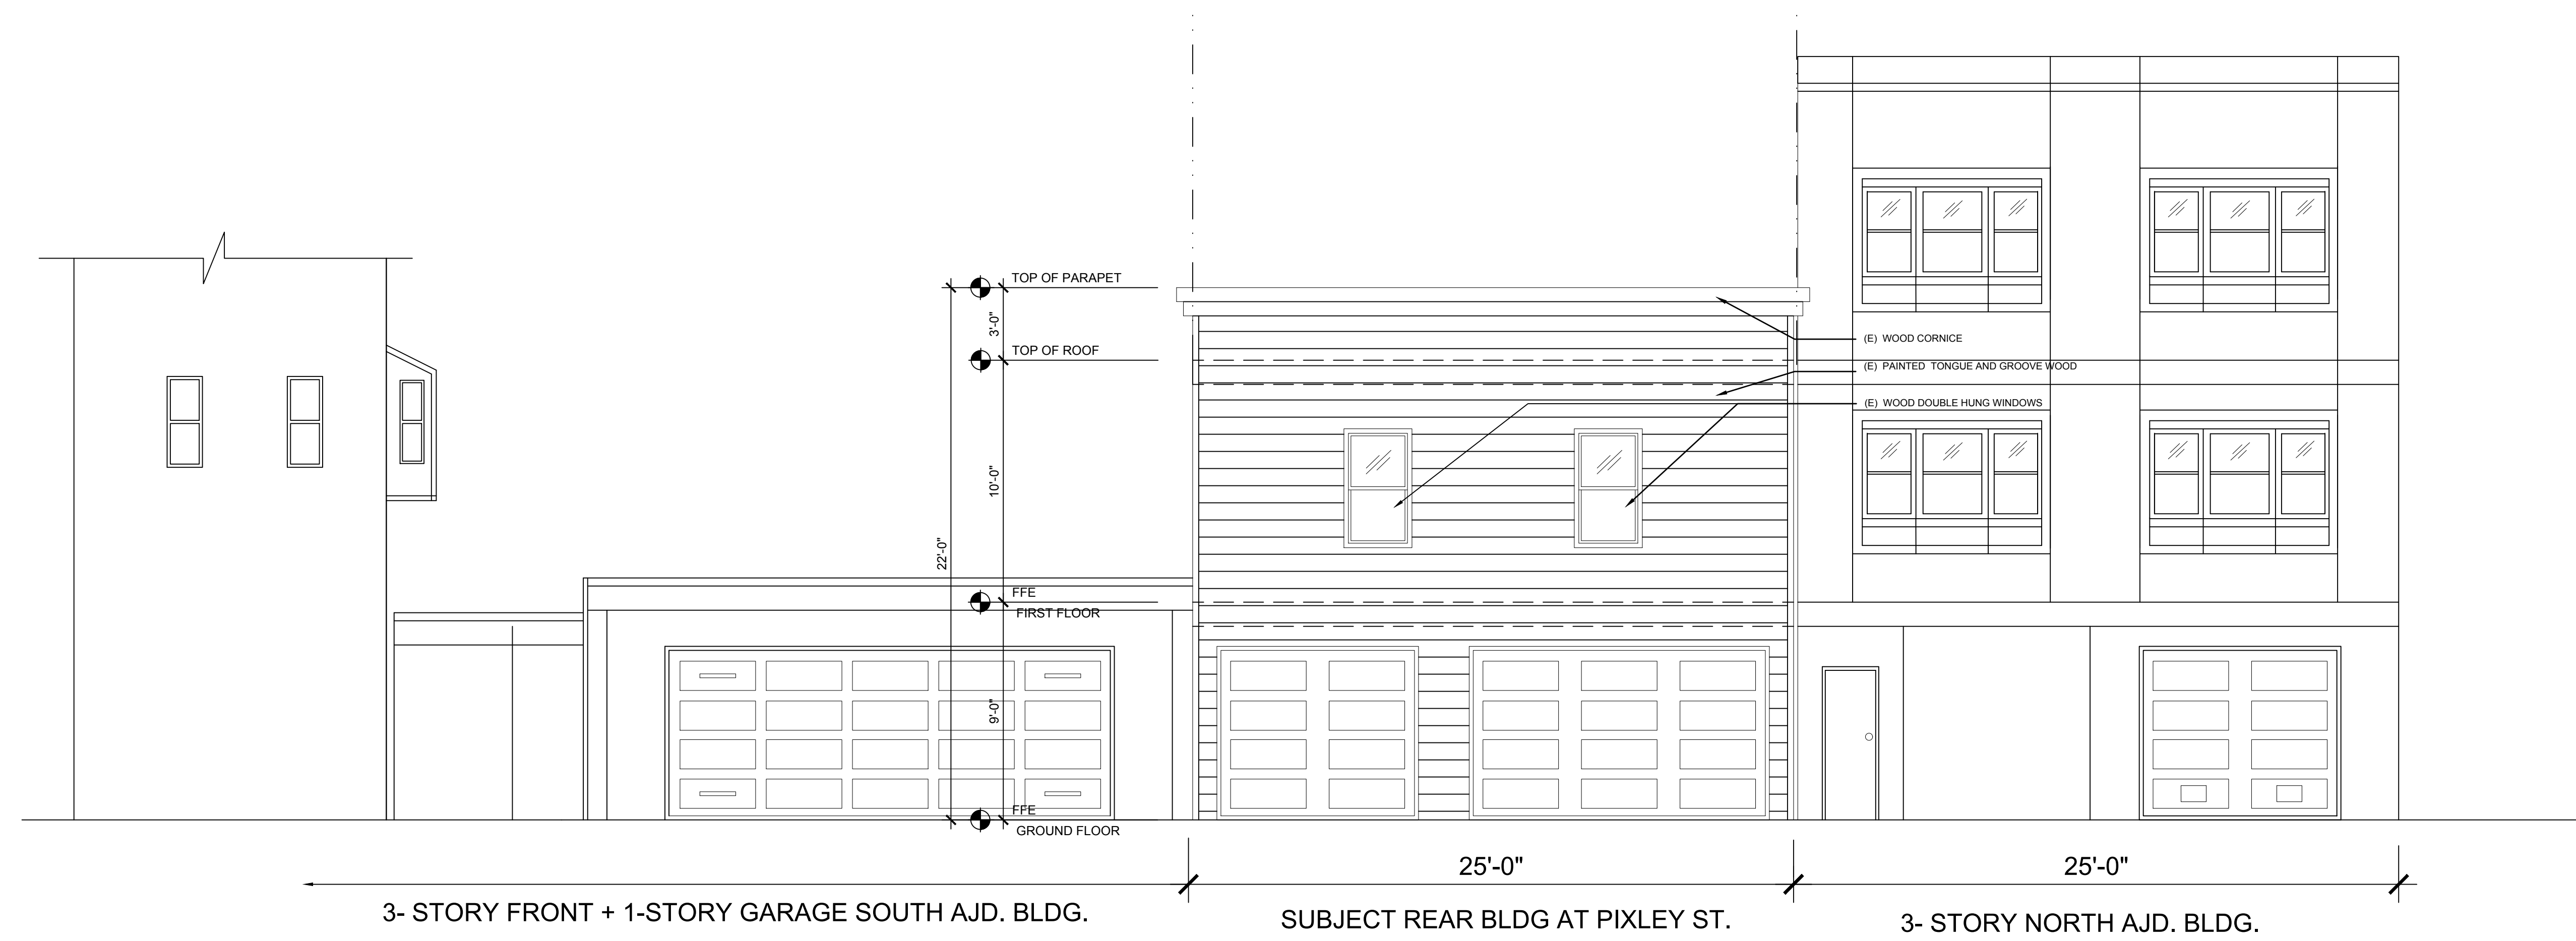 TOP OF PARAPET
3'-0"
TOP OF ROOF
(E) WOOD CORNICE
(E) PAINTED TONGUE AND GROOVE WOOD
(E) WOOD DOUBLE HUNG WINDOWS
10'-0"
22'-0"
FFE
FIRST FLOOR
9'-0"
FFE
GROUND FLOOR
25'-0"
25'-0"
3- STORY FRONT + 1-STORY GARAGE SOUTH AJD. BLDG.
SUBJECT REAR BLDG AT PIXLEY ST.
3- STORY NORTH AJD. BLDG.